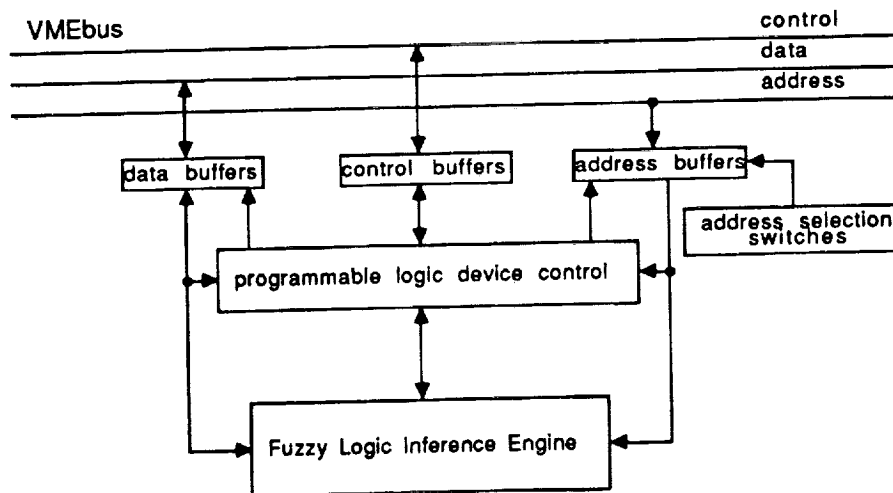 VMEbus
control
data
address
data buffers
control buffers
address buffers
address selection
switches
programmable logic device control
Fuzzy Logic Inference Engine